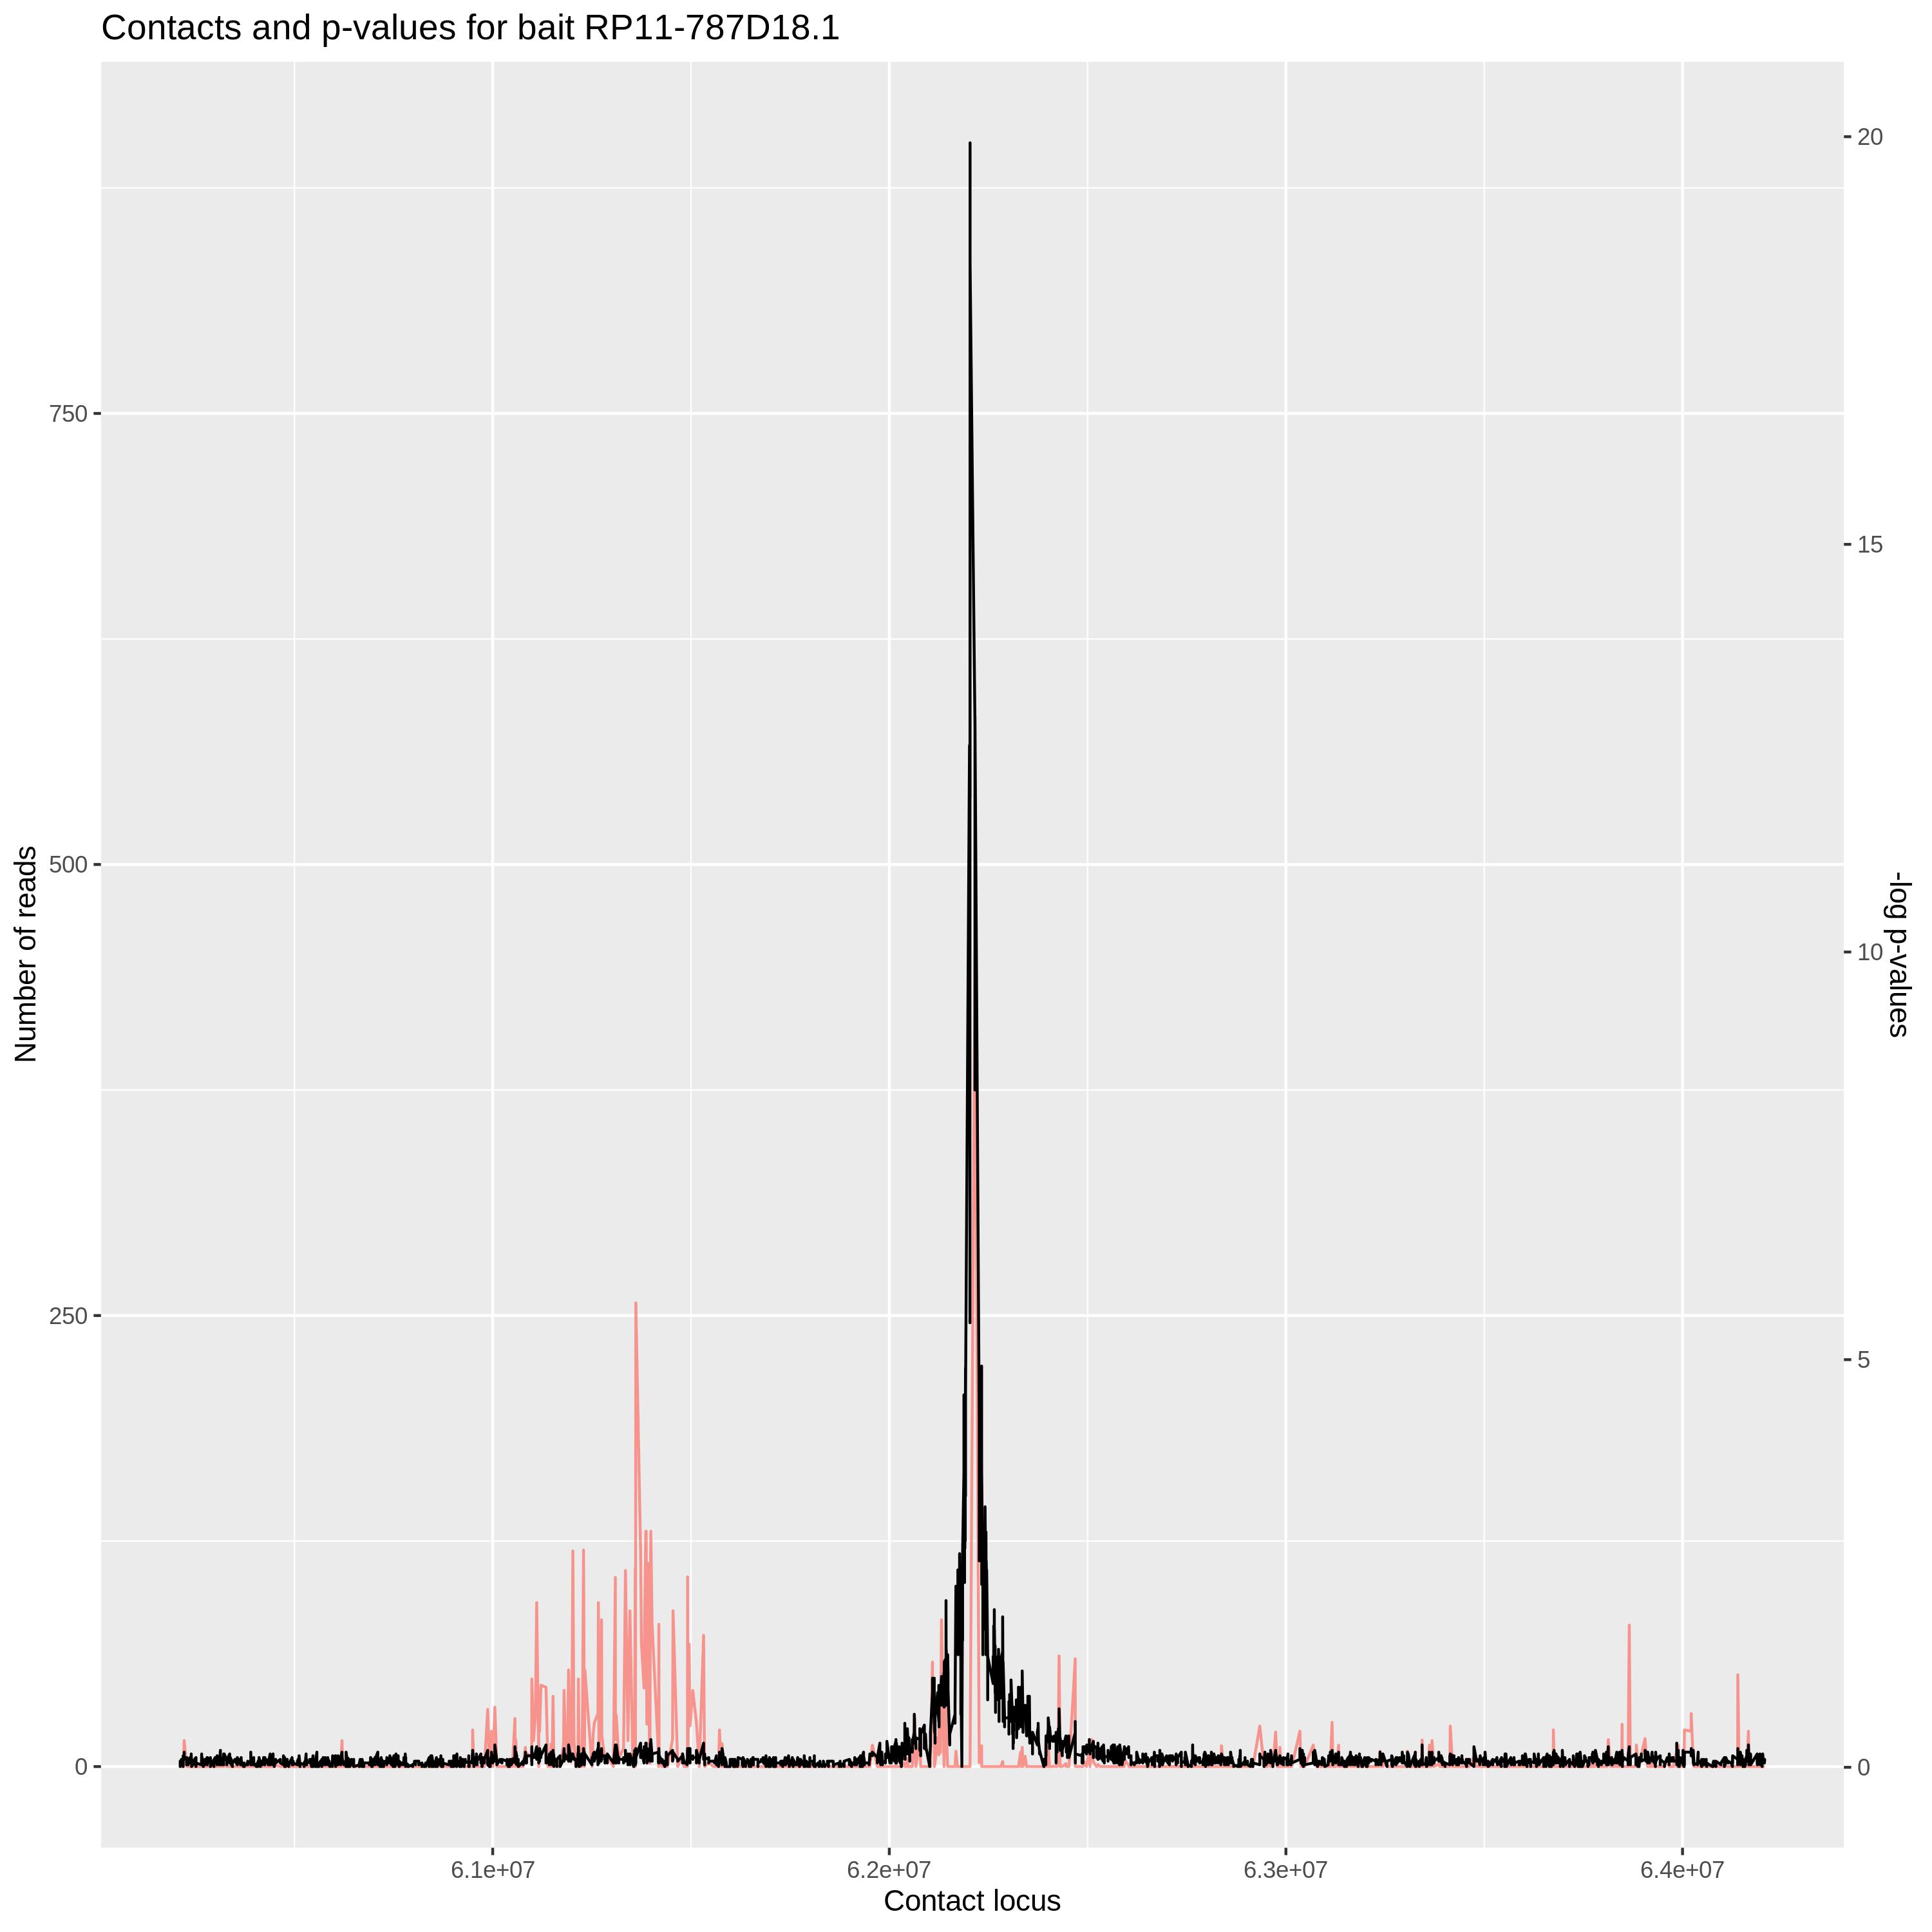 Contacts and p-values for bait RP11-787D18.1
Number of reads
750
500
250
0
20
15
10
5
0
-log p-values
6.1e+07
6.2e+07
6.3e+07
6.4e+07
Contact locus